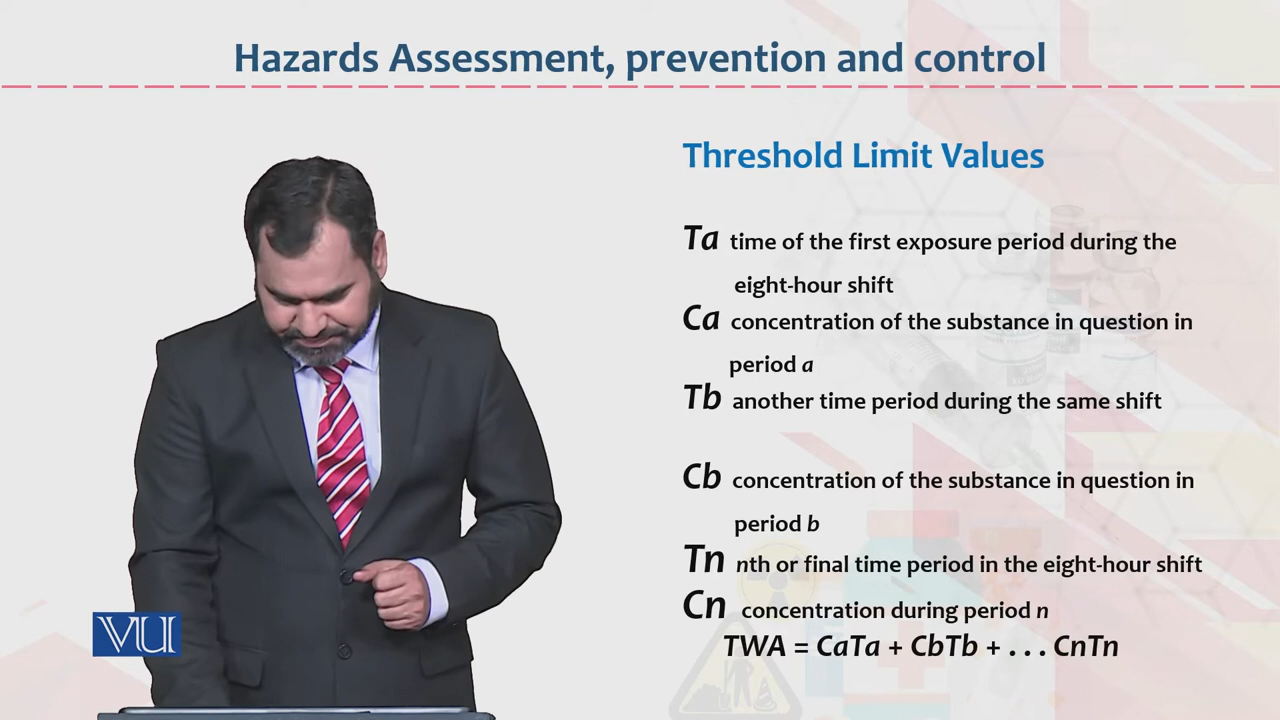 Hazards Assessment, prevention and control
Threshold Limit Values
Ta time of the first exposure period during the
eight-hour shift
Ca concentration of the substance in question in
period a
Tb another time period during the same shift
Cb concentration of the substance in question in
period b
Tn nth or final time period in the eight-hour shift
Cn concentration during period n
TWA = CaTa + CbTb + . . . CnTn
VU